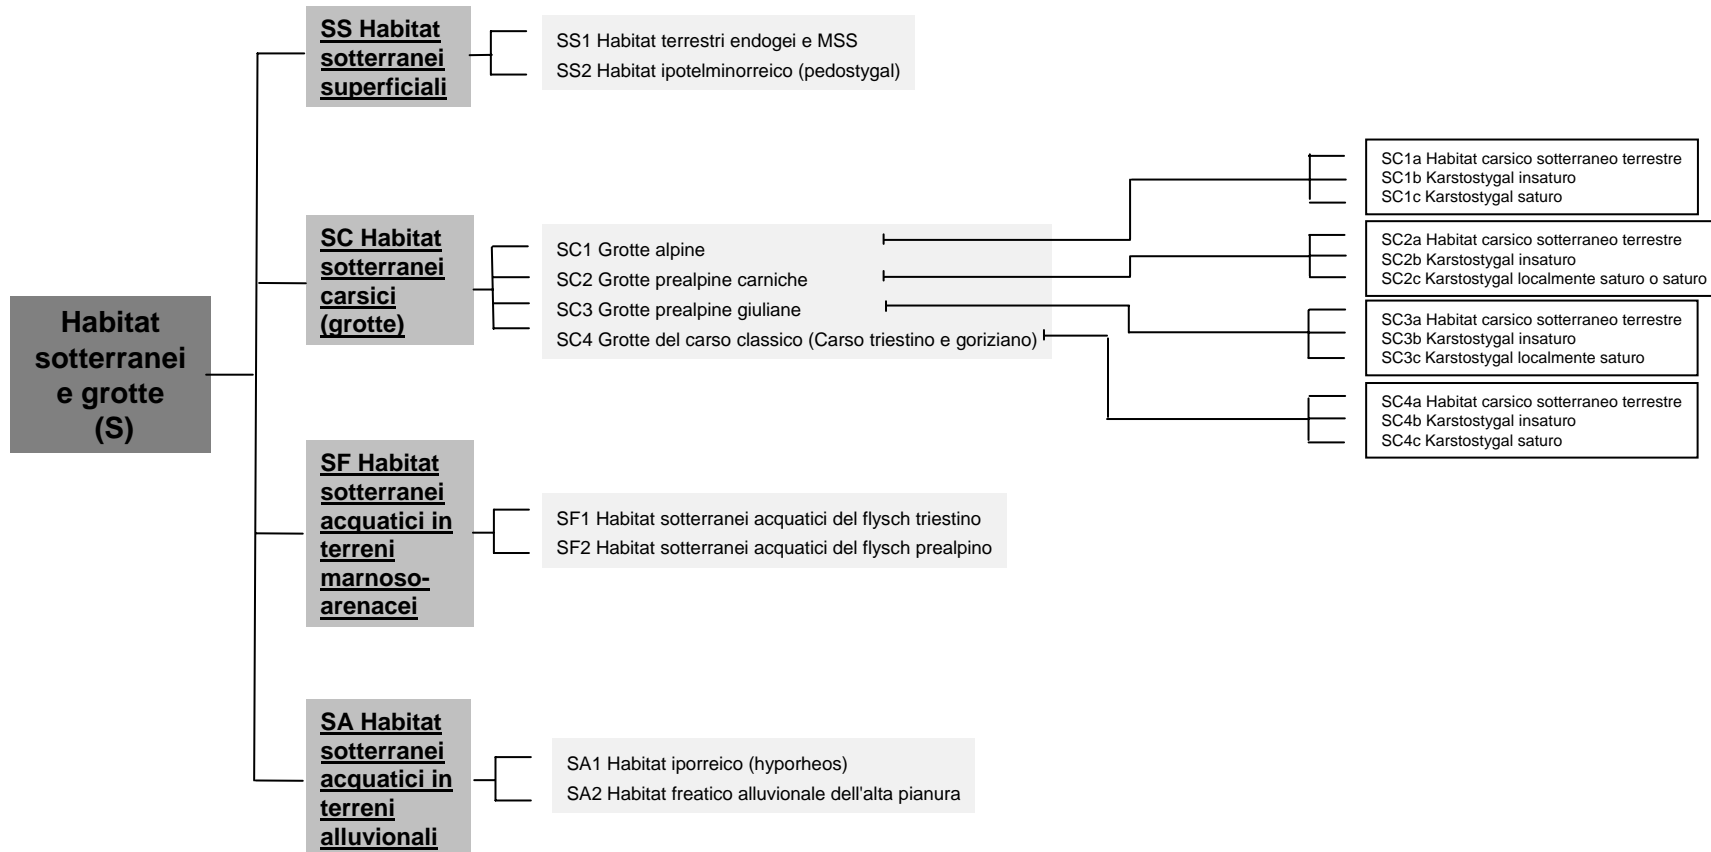 Habitat
sotterranei
e grotte
(S)
SS Habitat
sotterranei
superficiali
SS1 Habitat terrestri endogei e MSS
SS2 Habitat ipotelminorreico (pedostygal)
SC Habitat
sotterranei
carsici
(grotte)
SC1 Grotte alpine
SC2 Grotte prealpine carniche
SC3 Grotte prealpine giuliane
SC4 Grotte del carso classico (Carso triestino e goriziano)
SC1a Habitat carsico sotterraneo terrestre
SC1b Karstostygal insaturo
SC1c Karstostygal saturo
SC2a Habitat carsico sotterraneo terrestre
SC2b Karstostygal insaturo
SC2c Karstostygal localmente saturo o saturo
SC3a Habitat carsico sotterraneo terrestre
SC3b Karstostygal insaturo
SC3c Karstostygal localmente saturo
SC4a Habitat carsico sotterraneo terrestre
SC4b Karstostygal insaturo
SC4c Karstostygal saturo
SF Habitat
sotterranei
acquatici in
terreni
marnoso-
arenacei
SF1 Habitat sotterranei acquatici del flysch triestino
SF2 Habitat sotterranei acquatici del flysch prealpino
SA Habitat
sotterranei
acquatici in
terreni
alluvionali
SA1 Habitat iporreico (hyporheos)
SA2 Habitat freatico alluvionale dell'alta pianura